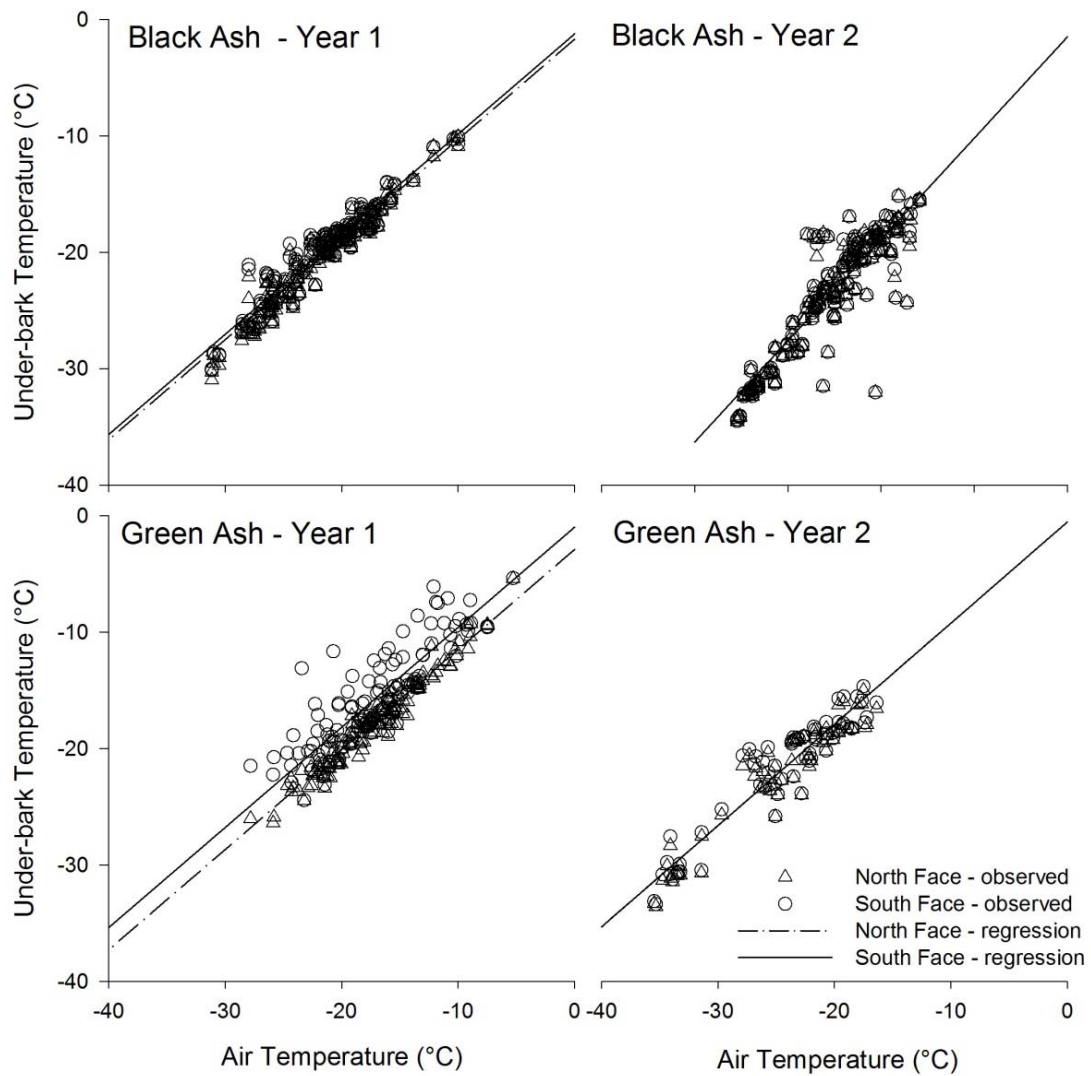 Black Ash - Year 1
Black Ash - Year 2
0
-10
-20
-30
-40
Under-bark Temperature (°C)
Green Ash - Year 1
Green Ash - Year 2
0
-10
-20
-30
-40
Under-bark Temperature (°C)
North Face - observed
South Face - observed
North Face - regression
South Face - regression
-40 -30 -20 -10 0
-40 -30 -20 -10 0
Air Temperature (°C)
Air Temperature (°C)